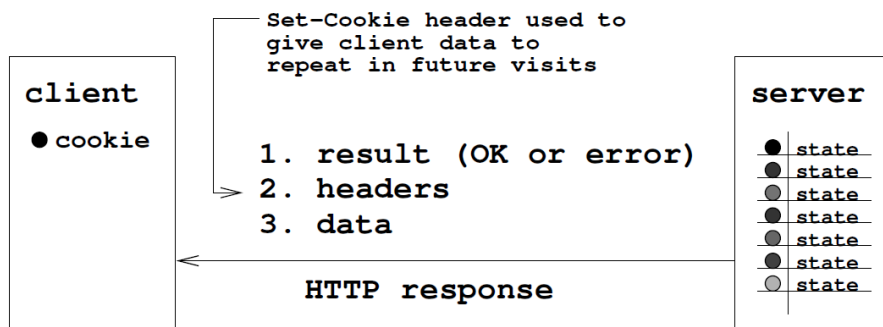 Set-Cookie header used to
give client data to
repeat in future visits
client
cookie
1. result (OK or error)
2. headers
3. data
HTTP response
server
state
state
state
state
state
state
state